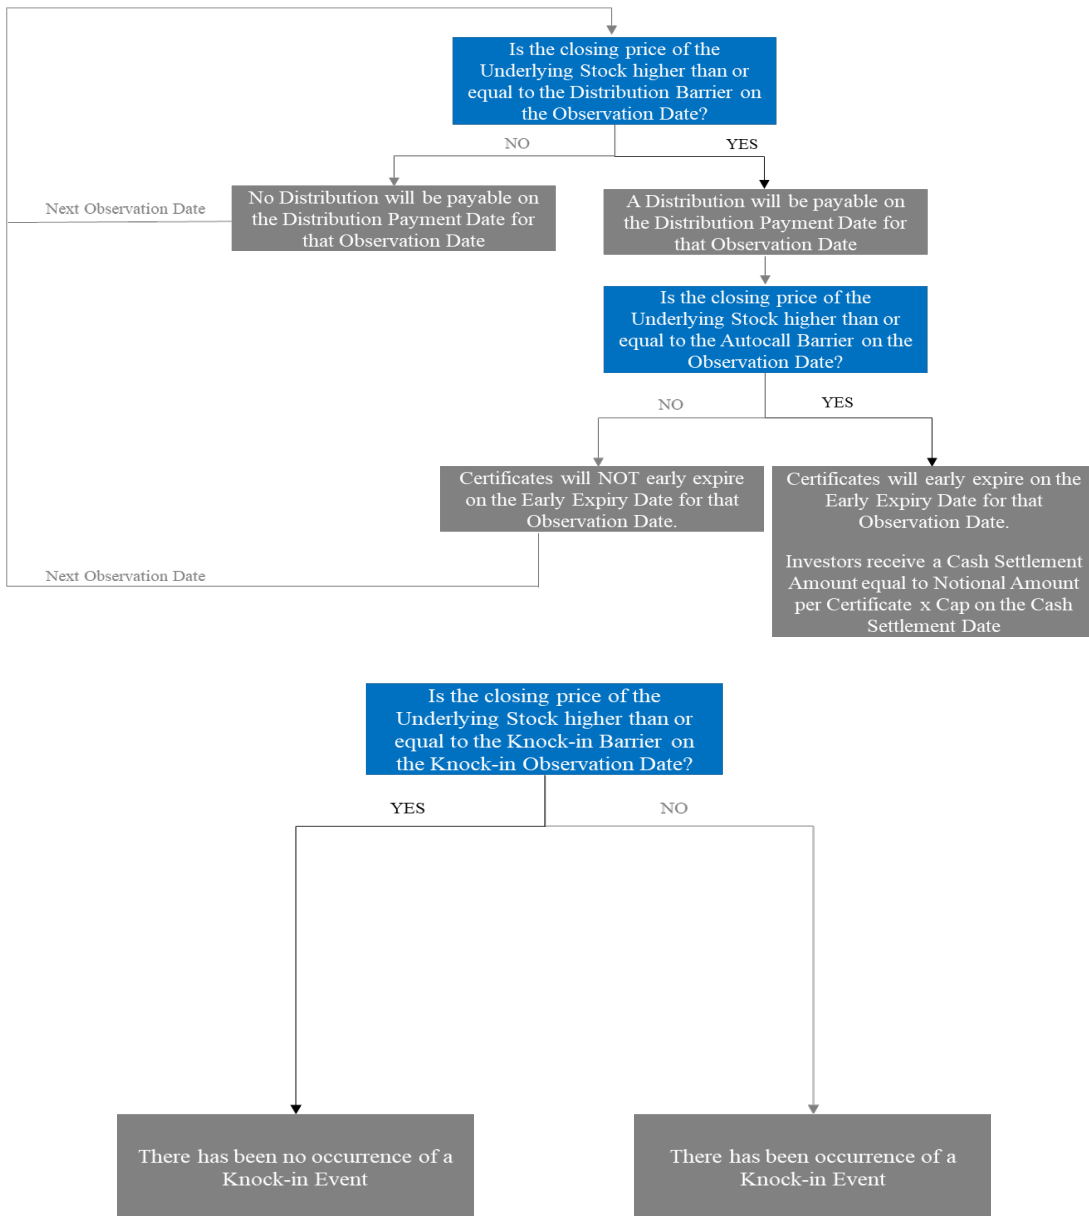 Is the closing price of the
Underlying Stock higher than or
equal to the Distribution Barrier on
the Observation Date?
NO
YES
Next Observation Date
No Distribution will be payable on
the Distribution Payment Date for
that Observation Date
A Distribution will be payable on
the Distribution Payment Date for
that Observation Date
Is the closing price of the
Underlying Stock higher than or
equal to the Autocall Barrier on the
Observation Date?
NO
YES
Certificates will NOT early expire
on the Early Expiry Date for that
Observation Date.
Next Observation Date
Certificates will early expire on the
Early Expiry Date for that
Observation Date.
Investors receive a Cash Settlement
Amount equal to Notional Amount
per Certificate x Cap on the Cash
Settlement Date
Is the closing price of the
Underlying Stock higher than or
equal to the Knock-in Barrier on
the Knock-in Observation Date?
YES
NO
There has been no occurrence of a
Knock-in Event
There has been occurrence of a
Knock-in Event